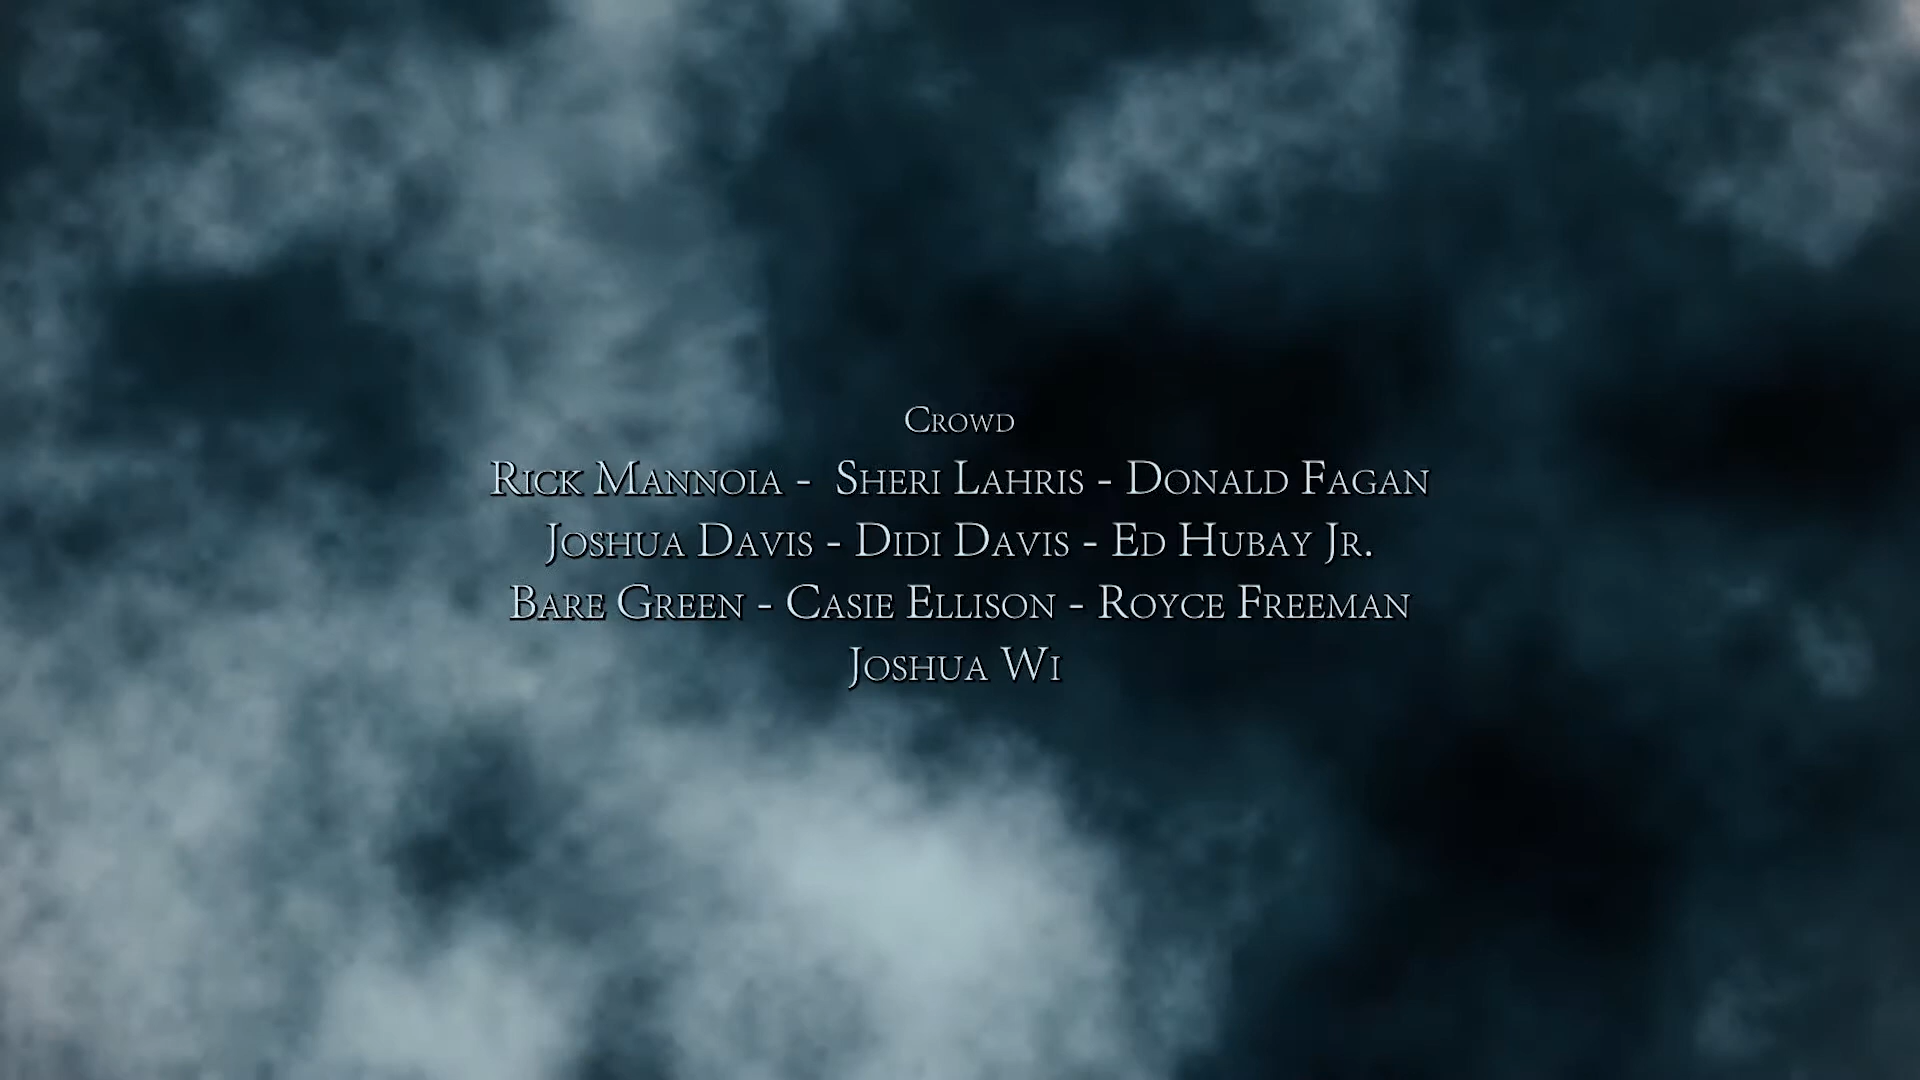 Crowd
Rick Mannoia -  Sheri Lahris - Donald Fagan
Joshua Davis - Didi Davis - Ed Hubay Jr.
Bare Green - Casie Ellison - Royce Freeman
Joshua Wi